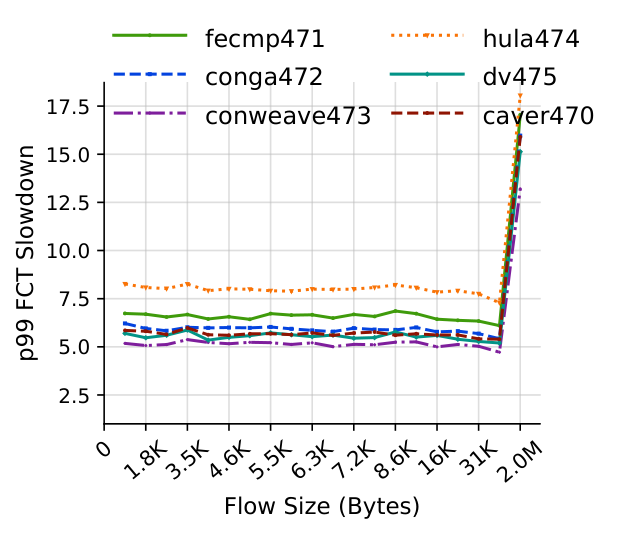 fecmp471 hula474
conga472 dv475
conweave473 caver470
17.5
15.0
12.5
10.0
7.5
5.0
2.5
p99 FCT Slowdown
0 1.8K 3.5K 4.6K 5.5K 6.3K 7.2K 8.6K 16K 31K 2.0M
Flow Size (Bytes)